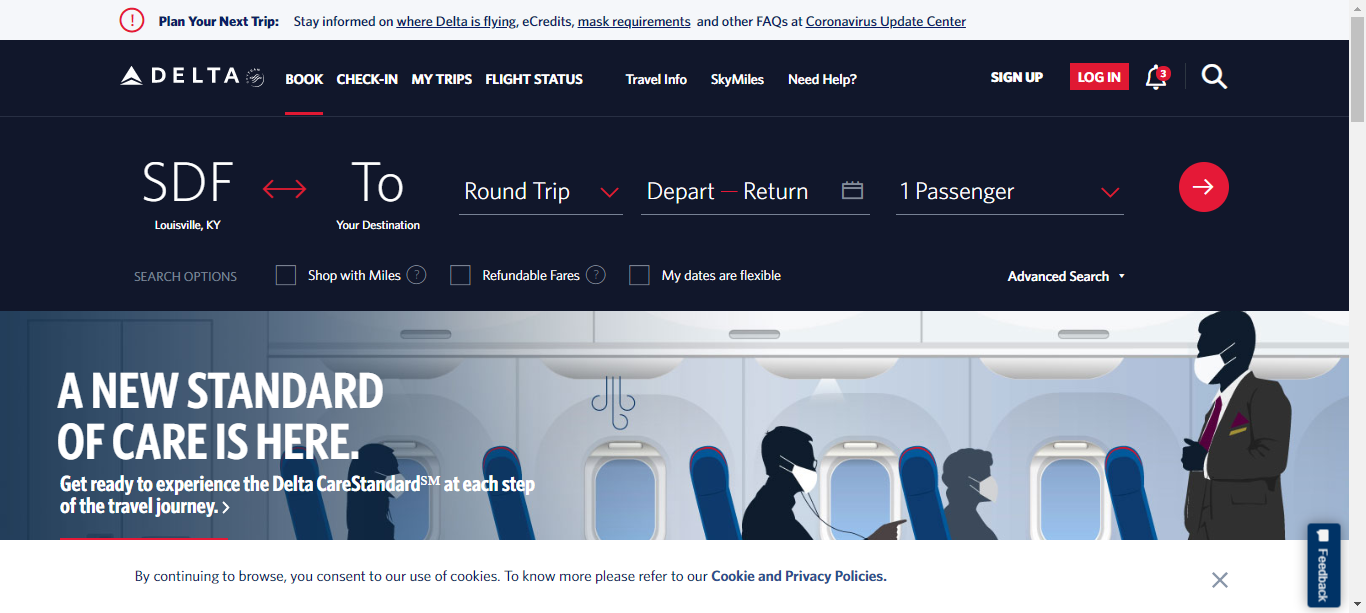 Plan Your Next Trip: Stay informed on where Delta is flying, eCredits, mask requirements and other FAQs at Coronavirus Update Center
DELTA BOOK CHECK-IN MY TRIPS FLIGHT STATUS Travel Info SkyMiles Need Help? SIGN UP LOG IN 3
SDF To Round Trip Depart — Return 1 Passenger
Louisville, KY Your Destination
SEARCH OPTIONS Shop with Miles ? Refundable Fares ? My dates are flexible Advanced Search
A NEW STANDARD
OF CARE IS HERE.
Get ready to experience the Delta CareStandard℠ at each step
of the travel journey.
By continuing to browse, you consent to our use of cookies. To know more please refer to our Cookie and Privacy Policies.
Feedback